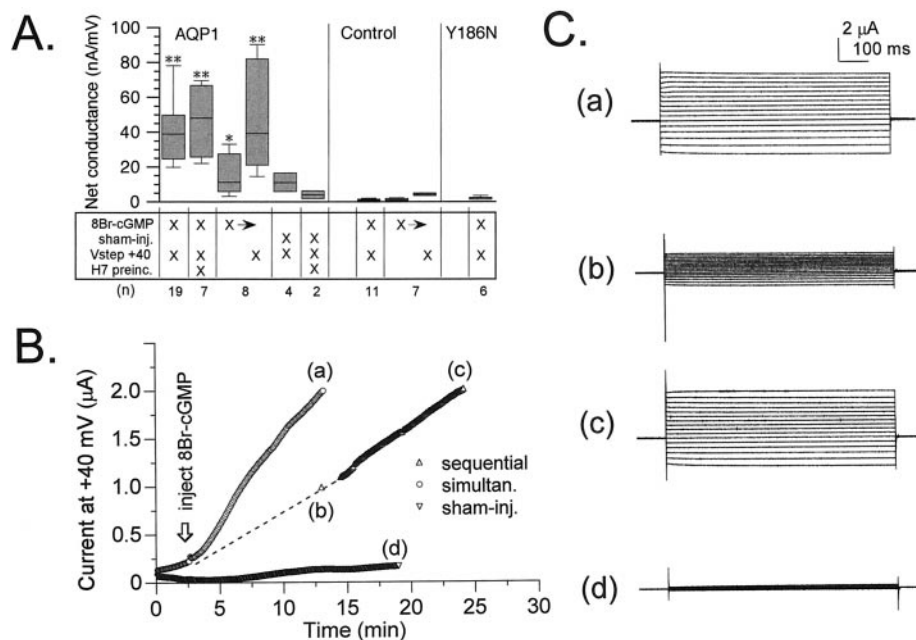 A.
AQP1 Control Y186N
Net conductance (nA/mV)
100
80
60
40
20
0
** ** * **
8Br-cGMP X X X→ X X→ X
sham-inj. X X
Vstep +40 X X X X X X X X
H7 preinc. X X
(n) 19 7 8 4 2 11 7 6
B.
Current at +40 mV (µA)
2.0
1.5
1.0
0.5
0
inject 8Br-cGMP
(a)
(c)
(b)
(d)
△ sequential
○ simultan.
▽ sham-inj.
0 5 10 15 20 25 30
Time (min)
C.
2 µA
100 ms
(a)
(b)
(c)
(d)